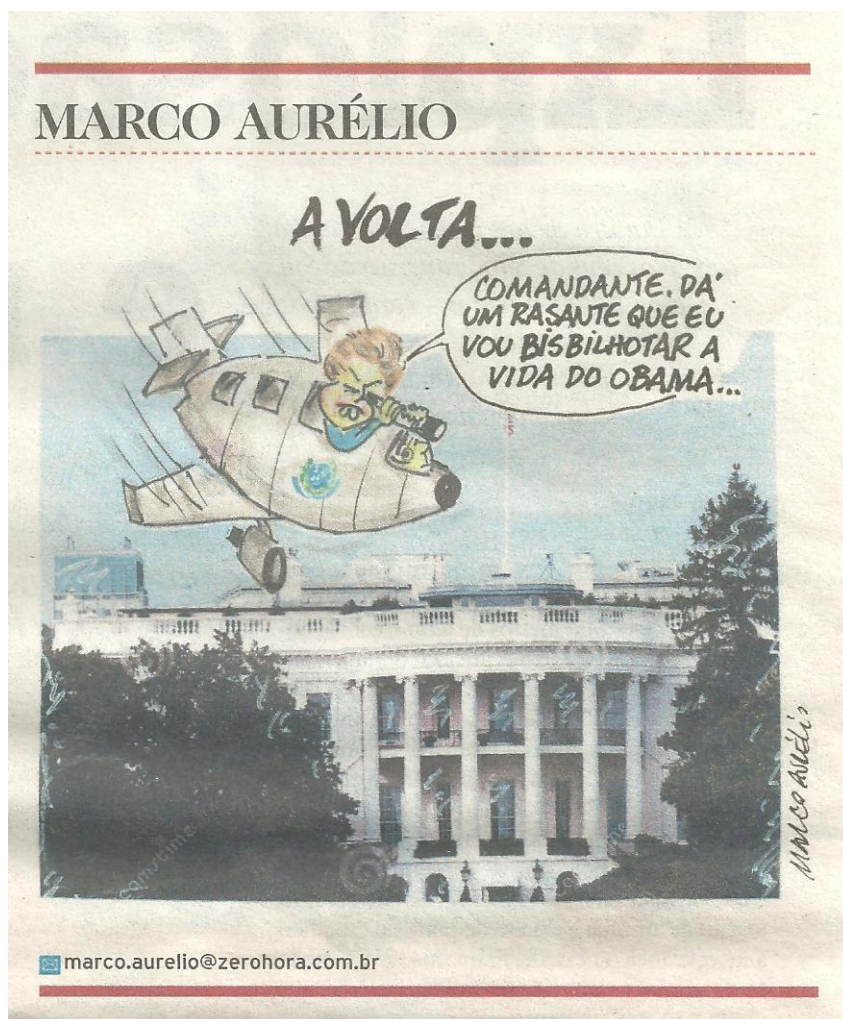 MARCO AURÉLIO
A VOLTA...
COMANDANTE, DÁ
UM RASANTE QUE EU
VOU BISBILHOTAR A
VIDA DO OBAMA...
MARCO AURÉLIO
dreamstime
marco.aurelio@zerohora.com.br